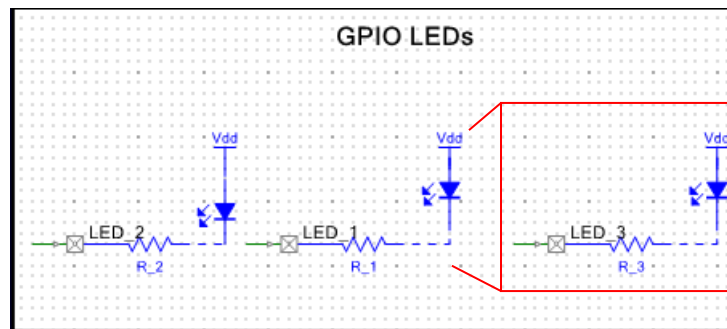 GPIO LEDs
Vdd
Vdd
Vdd
LED_2
LED_1
LED_3
R_2
R_1
R_3